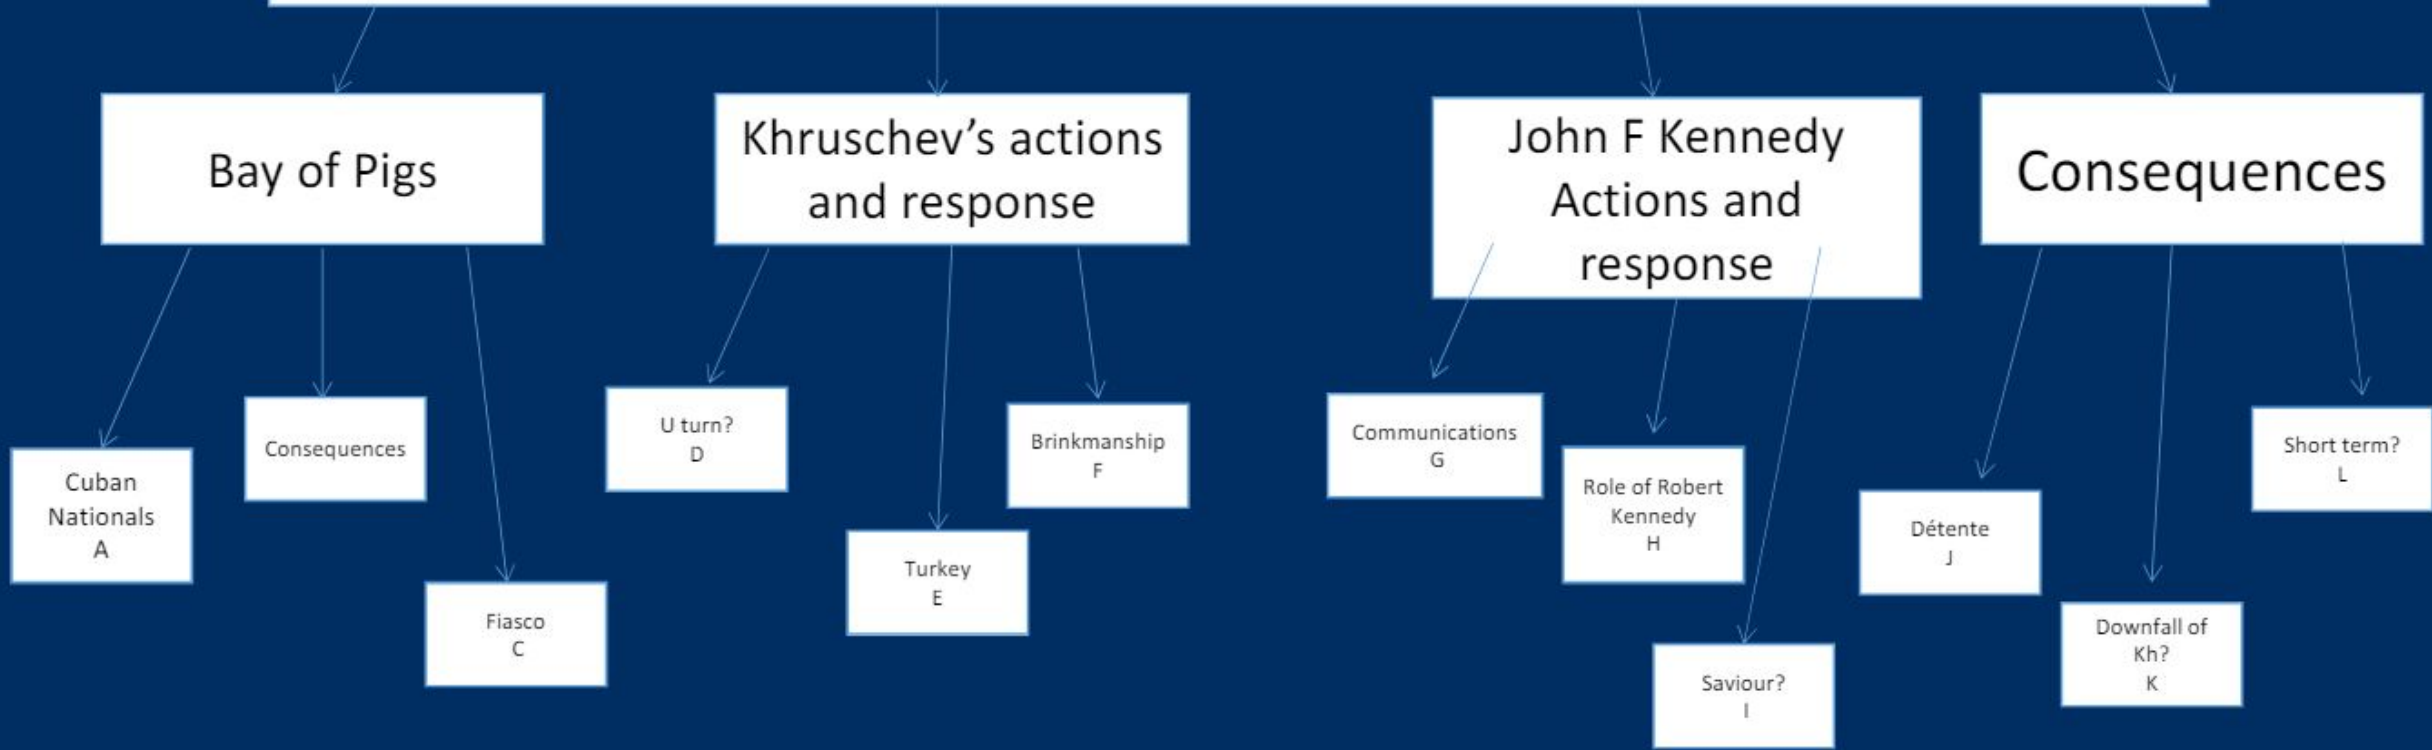 Bay of Pigs
Khruschev’s actions
and response
John F Kennedy
Actions and
response
Consequences
Cuban
Nationals
A
Consequences
Fiasco
C
U turn?
D
Turkey
E
Brinkmanship
F
Communications
G
Role of Robert
Kennedy
H
Saviour?
I
Détente
J
Downfall of
Kh?
K
Short term?
L